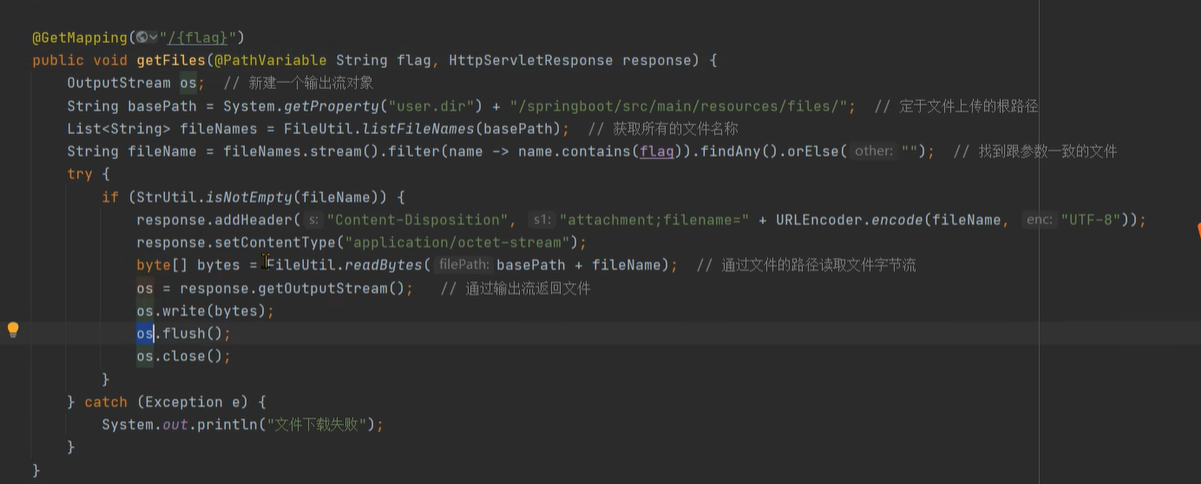 @GetMapping("/{flag}")
public void getFiles(@PathVariable String flag, HttpServletResponse response) {
OutputStream os;  // 新建一个输出流对象
String basePath = System.getProperty("user.dir") + "/springboot/src/main/resources/files/";  // 定于文件上传的根路径
List<String> fileNames = FileUtil.listFileNames(basePath);  // 获取所有的文件名称
String fileName = fileNames.stream().filter(name -> name.contains(flag)).findAny().orElse( other: "");  // 找到跟参数一致的文件
try {
if (StrUtil.isNotEmpty(fileName)) {
response.addHeader( s: "Content-Disposition", s1: "attachment;filename=" + URLEncoder.encode(fileName, enc: "UTF-8"));
response.setContentType("application/octet-stream");
byte[] bytes = FileUtil.readBytes( filePath: basePath + fileName);  // 通过文件的路径读取文件字节流
os = response.getOutputStream();   // 通过输出流返回文件
os.write(bytes);
os.flush();
os.close();
}
} catch (Exception e) {
System.out.println("文件下载失败");
}
}